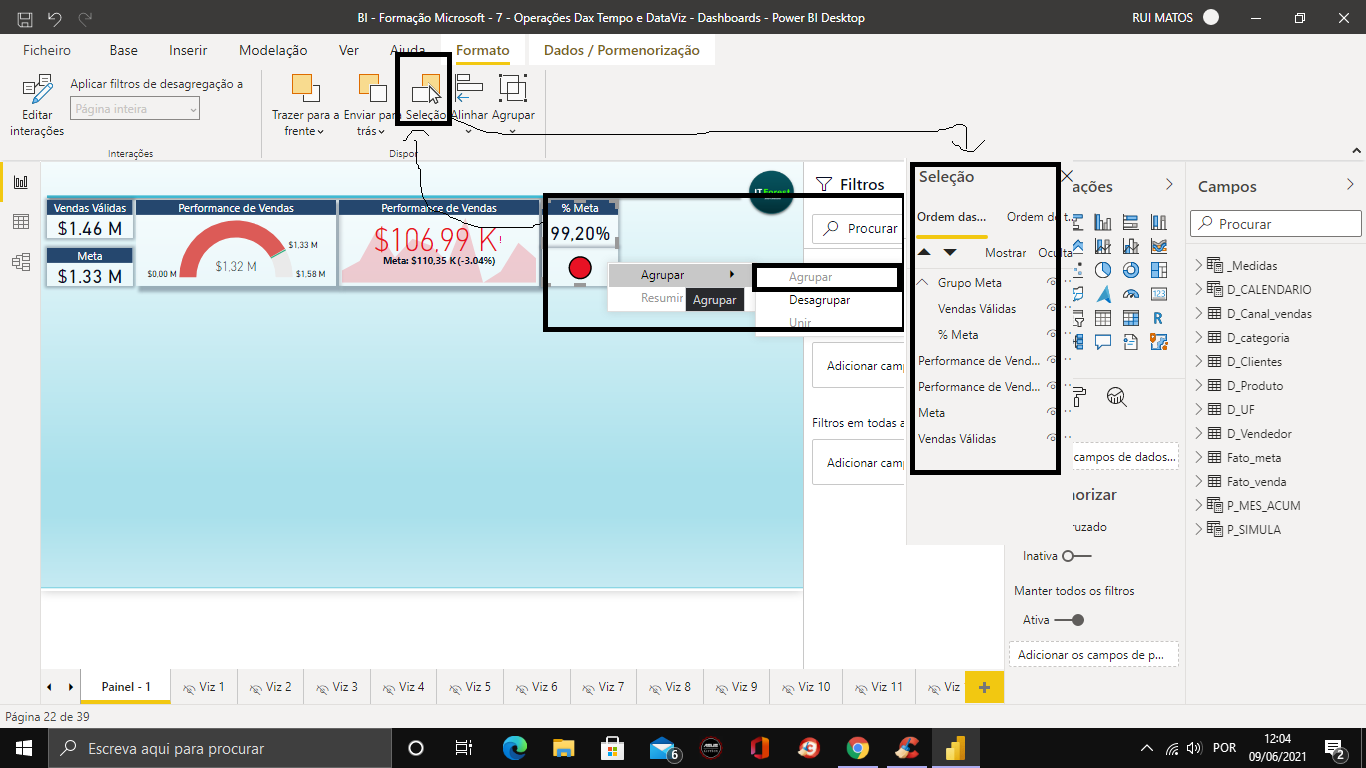 BI - Formação Microsoft - 7 - Operações Dax Tempo e DataViz - Dashboards - Power BI Desktop
RUI MATOS
Ficheiro
Base
Inserir
Modelação
Ver
Ajuda
Formato
Dados / Pormenorização
Editar
interações
Aplicar filtros de desagregação a
Página inteira
Interações
Trazer para a
frente
Enviar para
trás
Seleção
Alinhar
Agrupar
Dispor
Vendas Válidas
$1.46 M
Meta
$1.33 M
Performance de Vendas
$1,33 M
$1,32 M
$0,00 M
$1,58 M
Performance de Vendas
$106,99 K!
Meta: $110,35 K (-3.04%)
% Meta
99,20%
IT Forest
Agrupar
Resumir
Agrupar
Agrupar
Desagrupar
Unir
Filtros
Procurar
Adicionar cam
Filtros em todas a
Adicionar cam
Seleção
Ordem das...
Ordem de t...
Mostrar
Oculta
Grupo Meta
Vendas Válidas
% Meta
Performance de Vend...
Performance de Vend...
Meta
Vendas Válidas
ações
campos de dados...
orizar
ruzado
Inativa
Manter todos os filtros
Ativa
Adicionar os campos de p...
Campos
Procurar
_Medidas
D_CALENDARIO
D_Canal_vendas
D_categoria
D_Clientes
D_Produto
D_UF
D_Vendedor
Fato_meta
Fato_venda
P_MES_ACUM
P_SIMULA
Painel - 1
Viz 1
Viz 2
Viz 3
Viz 4
Viz 5
Viz 6
Viz 7
Viz 8
Viz 9
Viz 10
Viz 11
Viz
Página 22 de 39
Escreva aqui para procurar
6
POR
12:04
09/06/2021
2